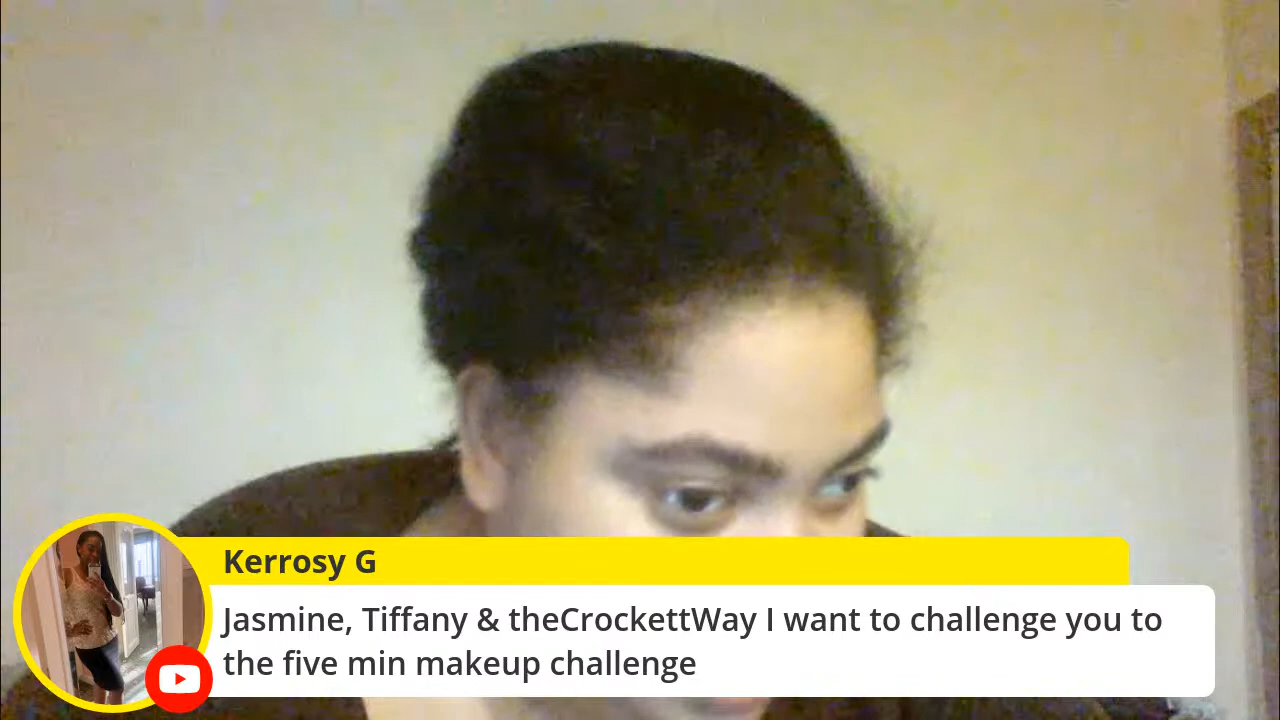 Kerrosy G
Jasmine, Tiffany & theCrockettWay I want to challenge you to
the five min makeup challenge